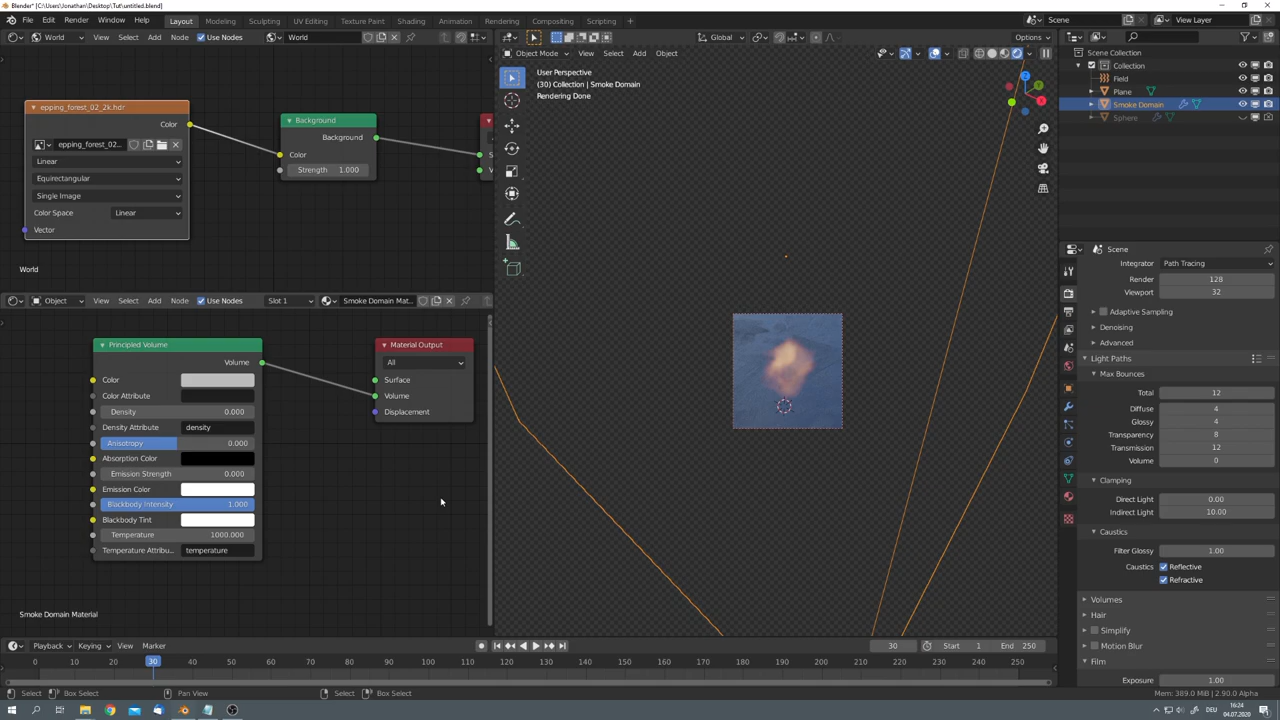 Blender* [C:\Users\Jonathan\Desktop\Tut\untitled.blend]
File Edit Render Window Help Layout Modeling Sculpting UV Editing Texture Paint Shading Animation Rendering Compositing Scripting Scene View Layer
World View Select Add Node Use Nodes World Global Options
Object Mode View Select Add Object
User Perspective
(30) Collection | Smoke Domain
Rendering Done
Scene Collection
Collection
Field
Plane
Smoke Domain
Sphere
epping_forest_02_2k.hdr
Color
epping_forest_02...
Linear
Equirectangular
Single Image
Color Space Linear
Vector
Background
Background
Color
Strength 1.000
World
Object View Select Add Node Use Nodes Slot 1 Smoke Domain Mat...
Principled Volume
Volume
Color
Color Attribute
Density 0.000
Density Attribute density
Anisotropy 0.000
Absorption Color
Emission Strength 0.000
Emission Color
Blackbody Intensity 1.000
Blackbody Tint
Temperature 1000.000
Temperature Attribu... temperature
Material Output
All
Surface
Volume
Displacement
Smoke Domain Material
Scene
Integrator Path Tracing
Render 128
Viewport 32
Adaptive Sampling
Denoising
Advanced
Light Paths
Max Bounces
Total 12
Diffuse 4
Glossy 4
Transparency 8
Transmission 12
Volume 0
Clamping
Direct Light 0.00
Indirect Light 10.00
Caustics
Filter Glossy 1.00
Caustics Reflective
Refractive
Volumes
Hair
Simplify
Motion Blur
Film
Exposure 1.00
Playback Keying View Marker 30 Start 1 End 250
0 10 20 30 40 50 60 70 80 90 100 110 120 130 140 150 160 170 180 190 200 210 220 230 240 250
Select Box Select Pan View Select Box Select Mem: 389.0 MiB | 2.90.0 Alpha
DEU 16:24
04.07.2020